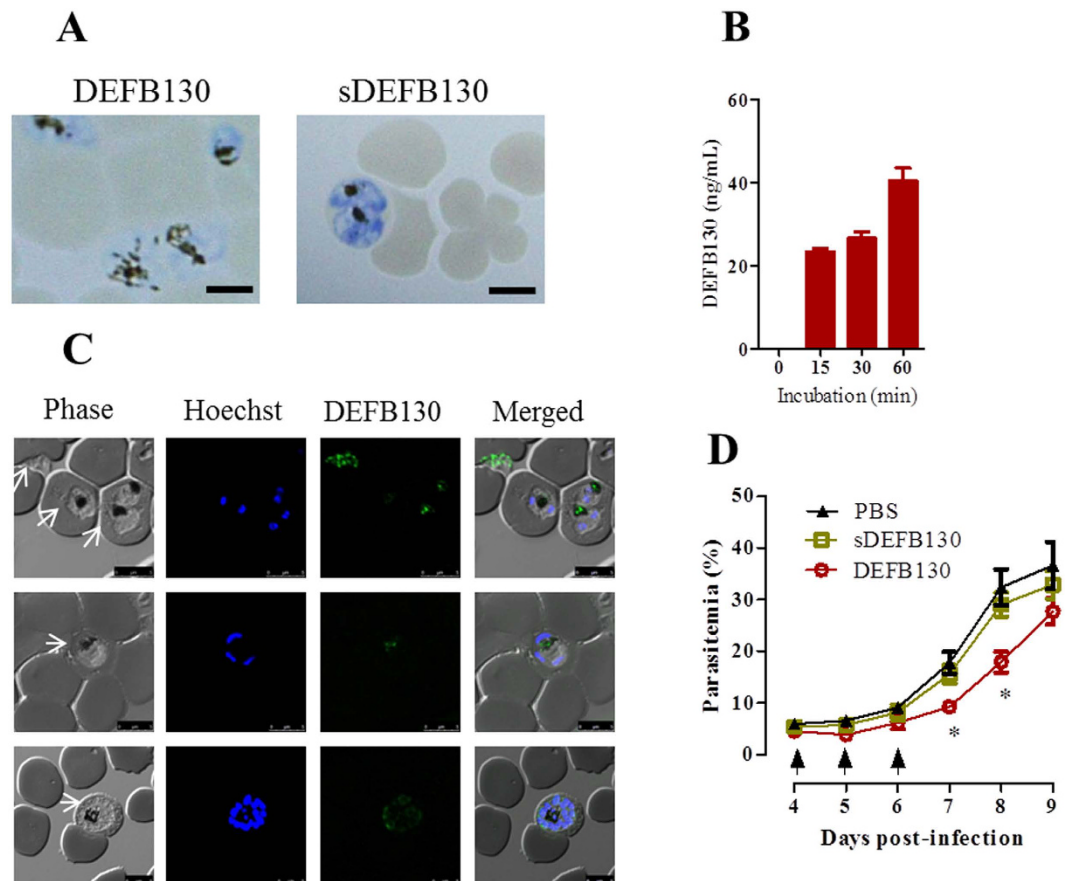 A
DEFB130
sDEFB130
B
DEFB130 (ng/mL)
60
40
20
0
0 15 30 60
Incubation (min)
C
Phase Hoechst DEFB130 Merged
D
Parasitemia (%)
50
40
30
20
10
0
PBS
sDEFB130
DEFB130
*
*
4 5 6 7 8 9
Days post-infection